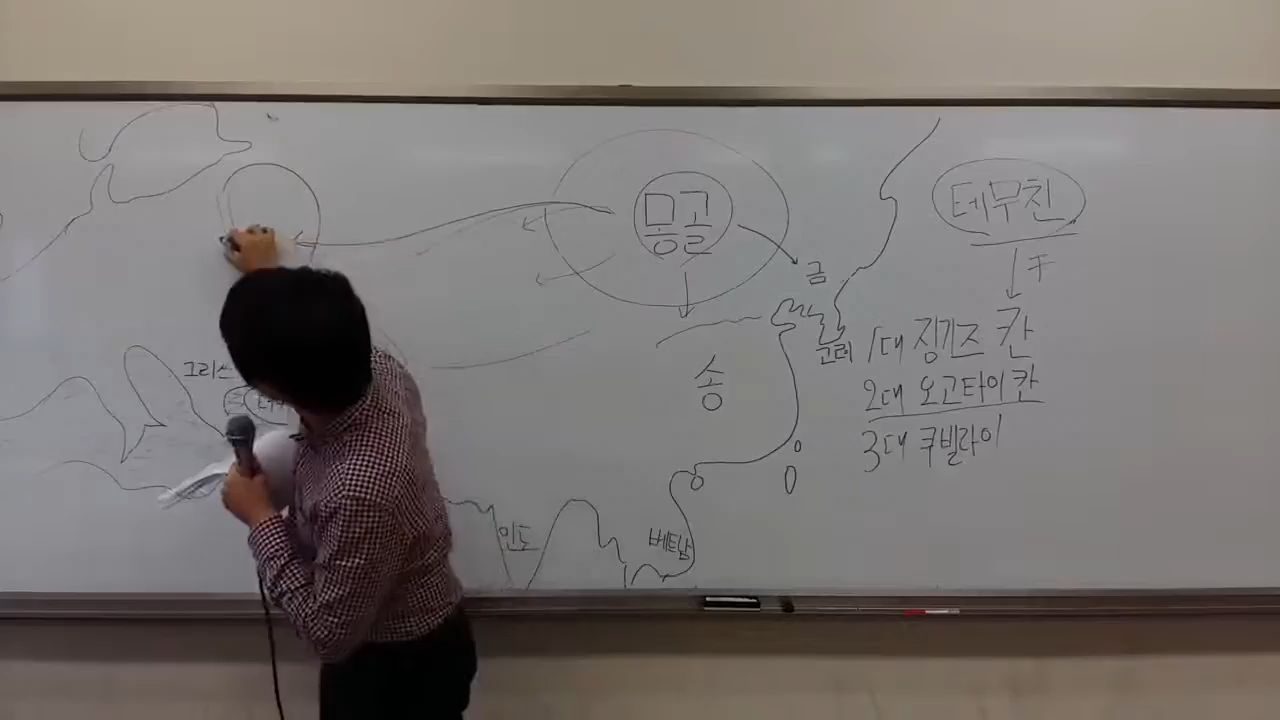 몽골
테무친
금
고려
1대 징기즈 칸
2대 오고타이 칸
3대 쿠빌라이
송
그리스
인도
베트남